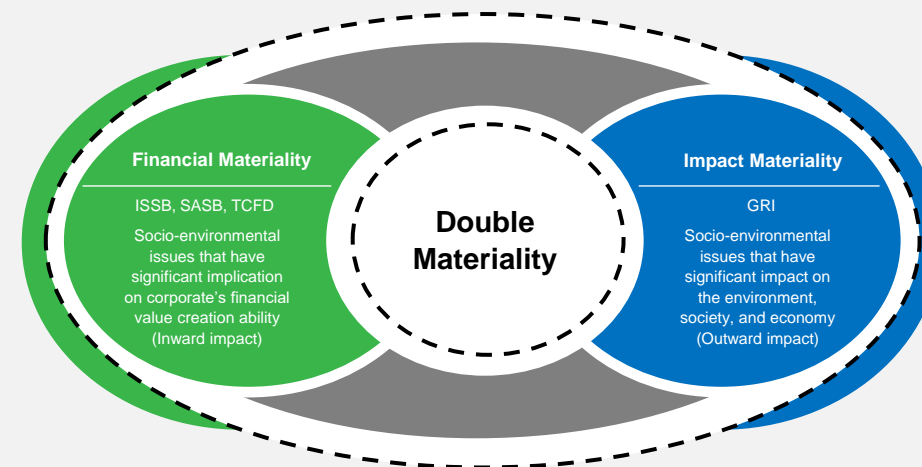 Financial Materiality
ISSB, SASB, TCFD
Socio-environmental
issues that have
significant implication
on corporate's financial
value creation ability
(Inward impact)
Double
Materiality
Impact Materiality
GRI
Socio-environmental
issues that have
significant impact on
the environment,
society, and economy
(Outward impact)